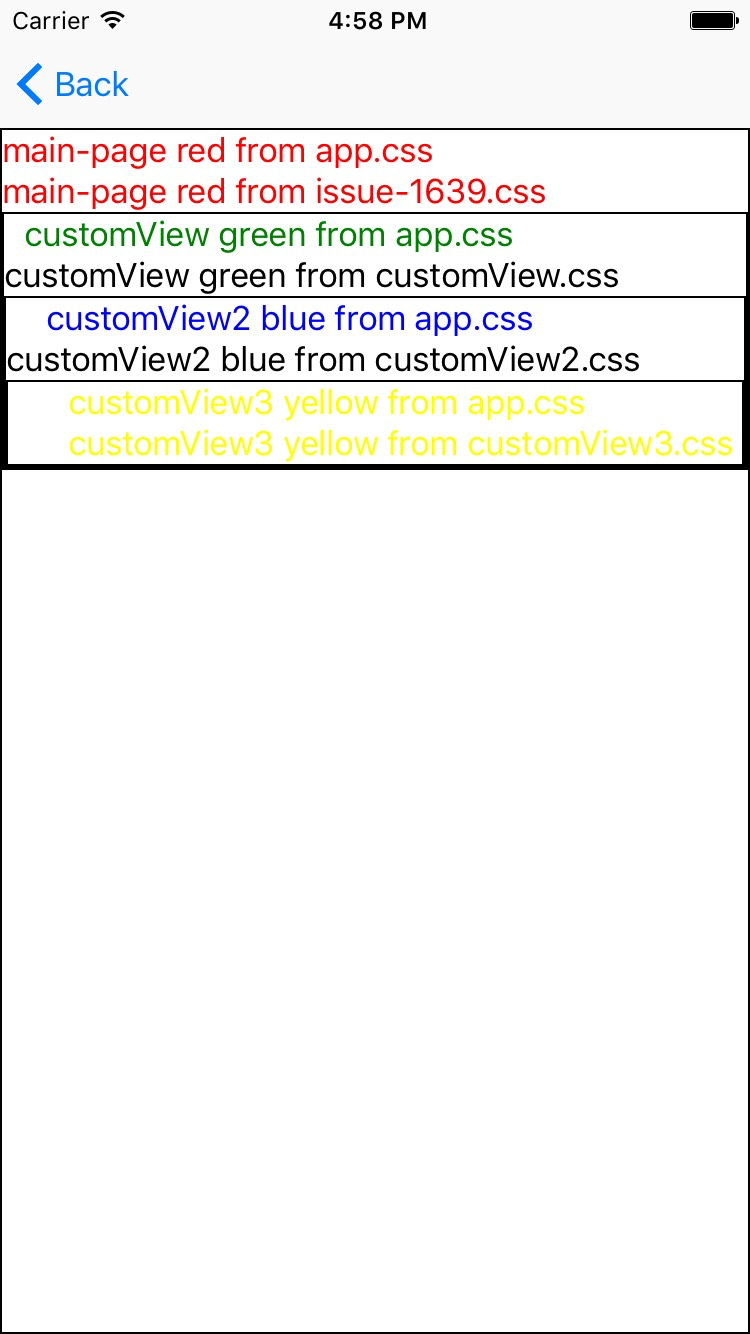 Carrier 4:58 PM
Back
main-page red from app.css
main-page red from issue-1639.css
customView green from app.css
customView green from customView.css
customView2 blue from app.css
customView2 blue from customView2.css
customView3 yellow from app.css
customView3 yellow from customView3.css